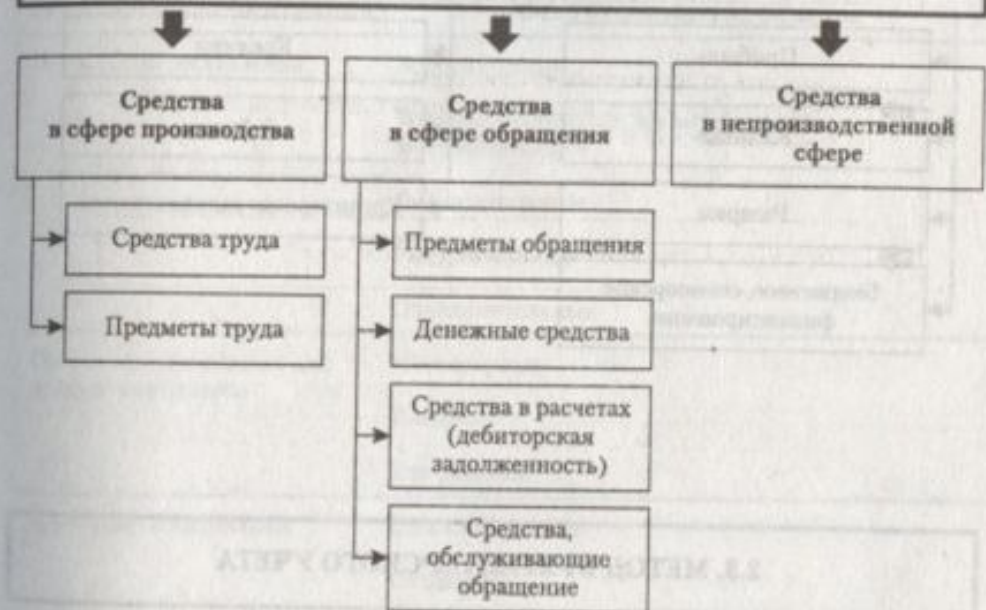 Средства
в сфере производства
Средства труда
Предметы труда
Средства
в сфере обращения
Предметы обращения
Денежные средства
Средства в расчетах
(дебиторская
задолженность)
Средства,
обслуживающие
обращение
Средства
в непроизводственной
сфере